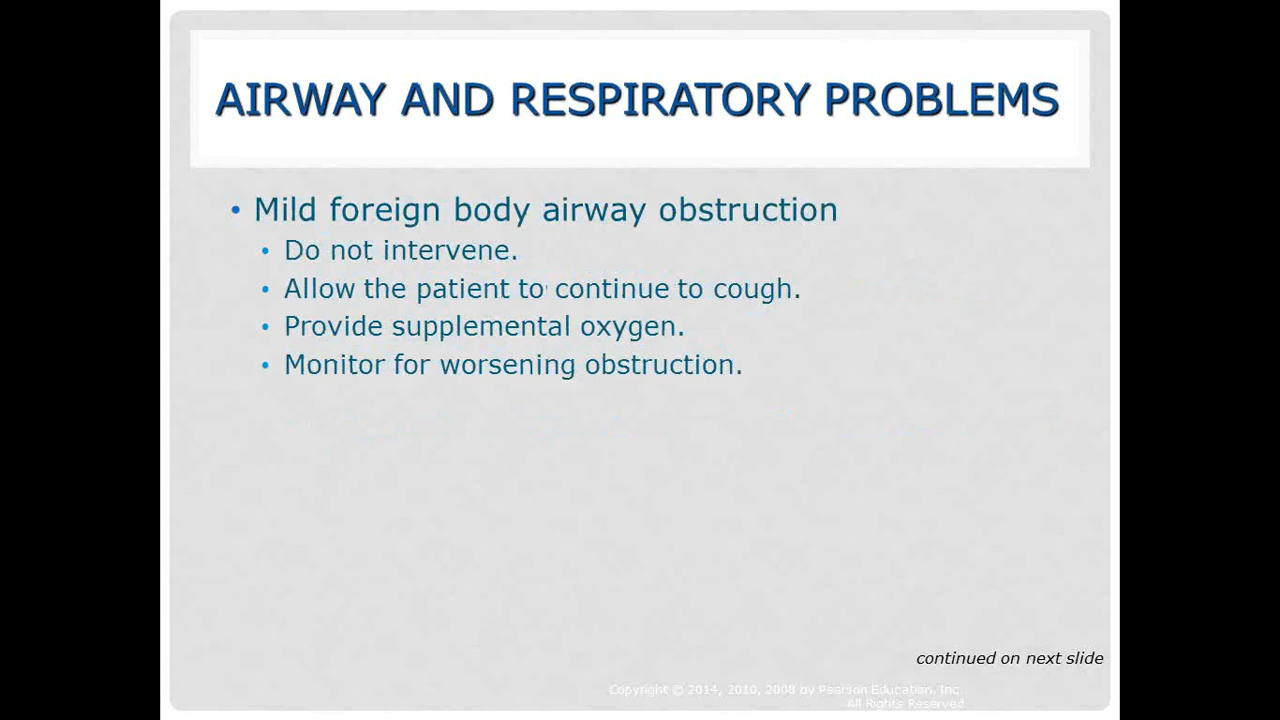 AIRWAY AND RESPIRATORY PROBLEMS
• Mild foreign body airway obstruction
• Do not intervene.
• Allow the patient to continue to cough.
• Provide supplemental oxygen.
• Monitor for worsening obstruction.
continued on next slide
Copyright © 2014, 2010, 2008 by Pearson Education, Inc.
All Rights Reserved